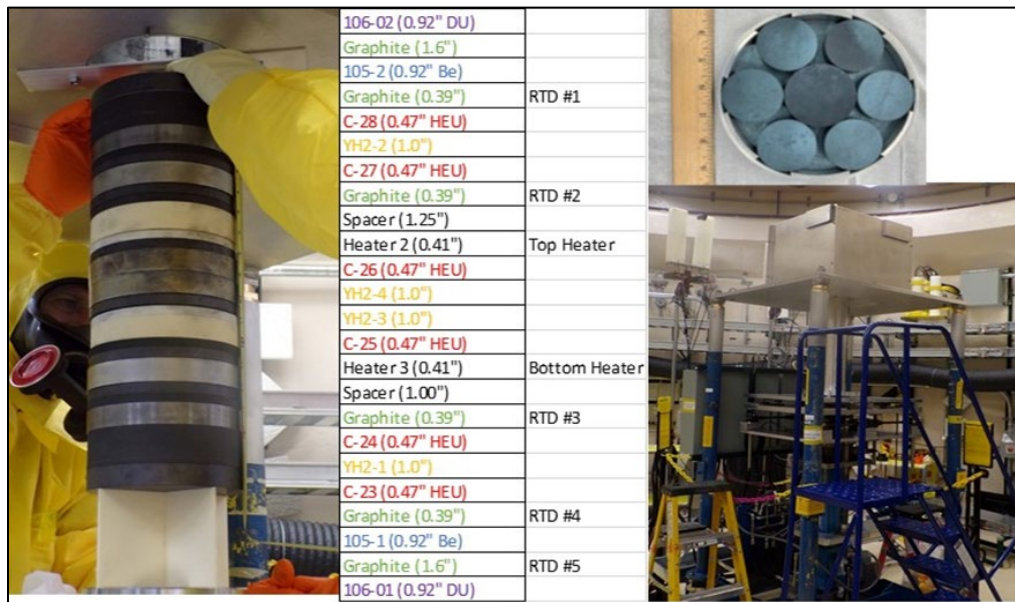 106-02 (0.92" DU)
Graphite (1.6")
105-2 (0.92" Be)
Graphite (0.39") RTD #1
C-28 (0.47" HEU)
YH2-2 (1.0")
C-27 (0.47" HEU)
Graphite (0.39") RTD #2
Spacer (1.25")
Heater 2 (0.41") Top Heater
C-26 (0.47" HEU)
YH2-4 (1.0")
YH2-3 (1.0")
C-25 (0.47" HEU)
Heater 3 (0.41") Bottom Heater
Spacer (1.00")
Graphite (0.39") RTD #3
C-24 (0.47" HEU)
YH2-1 (1.0")
C-23 (0.47" HEU)
Graphite (0.39") RTD #4
105-1 (0.92" Be)
Graphite (1.6") RTD #5
106-01 (0.92" DU)